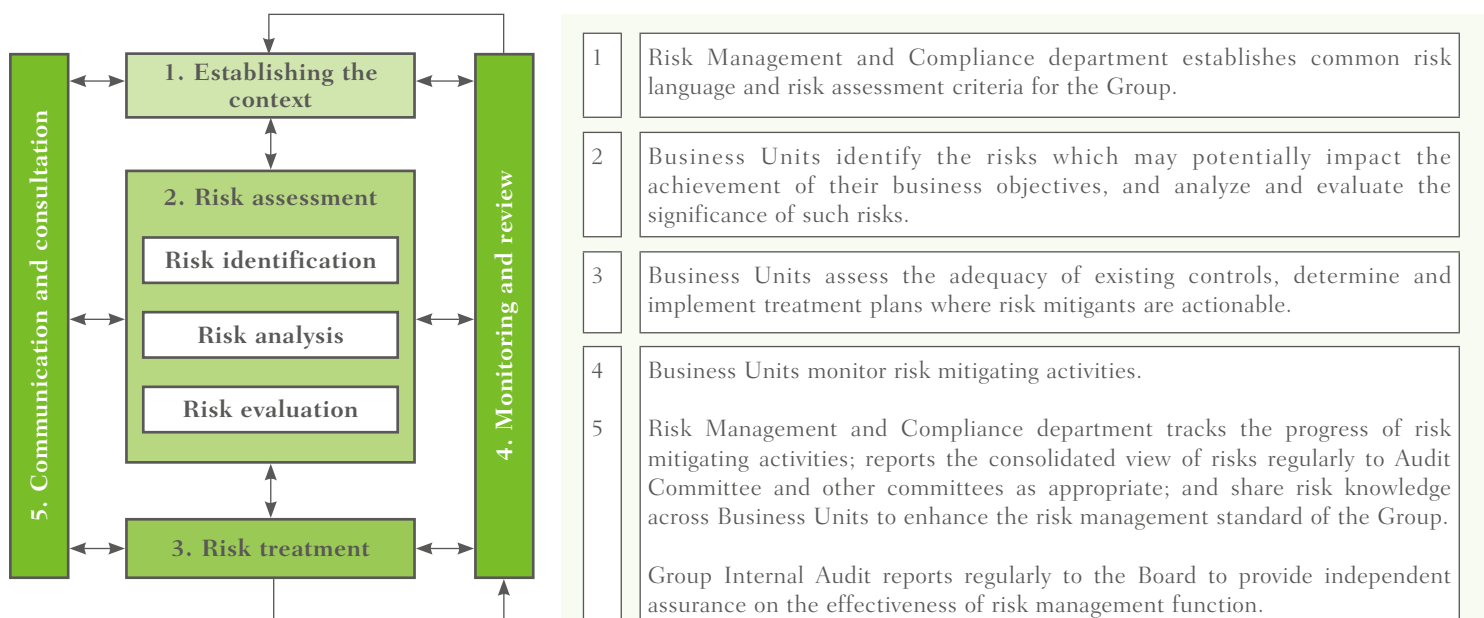 5. Communication and consultation
1. Establishing the
context
2. Risk assessment
Risk identification
Risk analysis
Risk evaluation
3. Risk treatment
4. Monitoring and review
1
Risk Management and Compliance department establishes common risk
language and risk assessment criteria for the Group.
2
Business Units identify the risks which may potentially impact the
achievement of their business objectives, and analyze and evaluate the
significance of such risks.
3
Business Units assess the adequacy of existing controls, determine and
implement treatment plans where risk mitigants are actionable.
4
Business Units monitor risk mitigating activities.
5
Risk Management and Compliance department tracks the progress of risk
mitigating activities; reports the consolidated view of risks regularly to Audit
Committee and other committees as appropriate; and share risk knowledge
across Business Units to enhance the risk management standard of the Group.
Group Internal Audit reports regularly to the Board to provide independent
assurance on the effectiveness of risk management function.